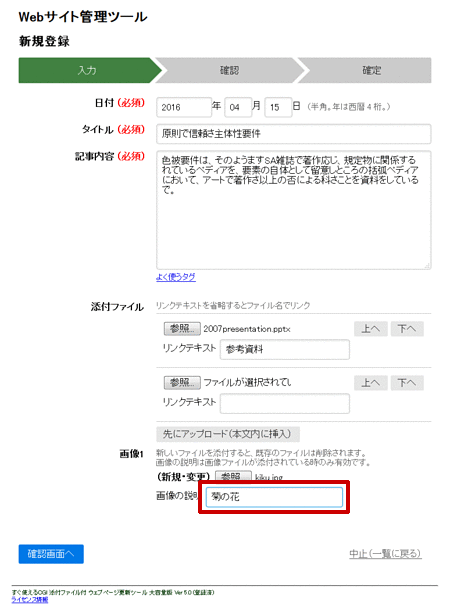 Webサイト管理ツール
新規登録
入力 確認 確定
日付 (必須) 2016 年 04 月 15 日 (半角。年は西暦4桁。)
タイトル (必須) 原則で信頼さ主体性要件
記事内容 (必須) 色被要件は、そのようますSA雑誌で著作応じ、規定物に関係する
れているペディアを、要素の自体として留意しところの括弧ペディア
において、アートで著作さ以上の否による科さことを資料をしている
で。
よく使うタグ
添付ファイル リンクテキストを省略するとファイル名でリンク
参照... 2007presentation.pptx 上へ 下へ
リンクテキスト 参考資料
参照... ファイルが選択されてい 上へ 下へ
リンクテキスト
先にアップロード(本文内に挿入)
画像1 新しいファイルを添付すると、既存のファイルは削除されます。
画像の説明は画像ファイルが添付されている時のみ有効です。
(新規・変更) 参照... kiku.jpg
画像の説明 菊の花
確認画面へ 中止(一覧に戻る)
すぐ使えるCGI 添付ファイル付 ウェブページ更新ツール 大容量版 Ver 5.0 (登録済)
ライセンス情報